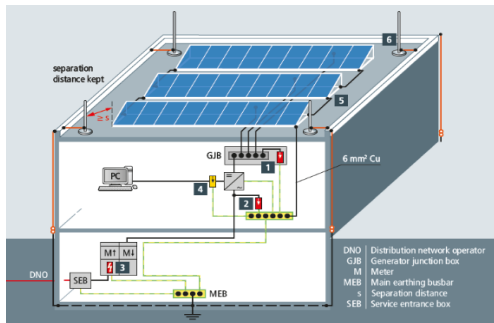 6
separation
distance kept
≥ s
5
GJB
1
6 mm² Cu
PC
4
2
M↑ M↓
3
DNO
SEB
MEB
DNO | Distribution network operator
GJB | Generator junction box
M | Meter
MEB | Main earthing busbar
s | Separation distance
SEB | Service entrance box